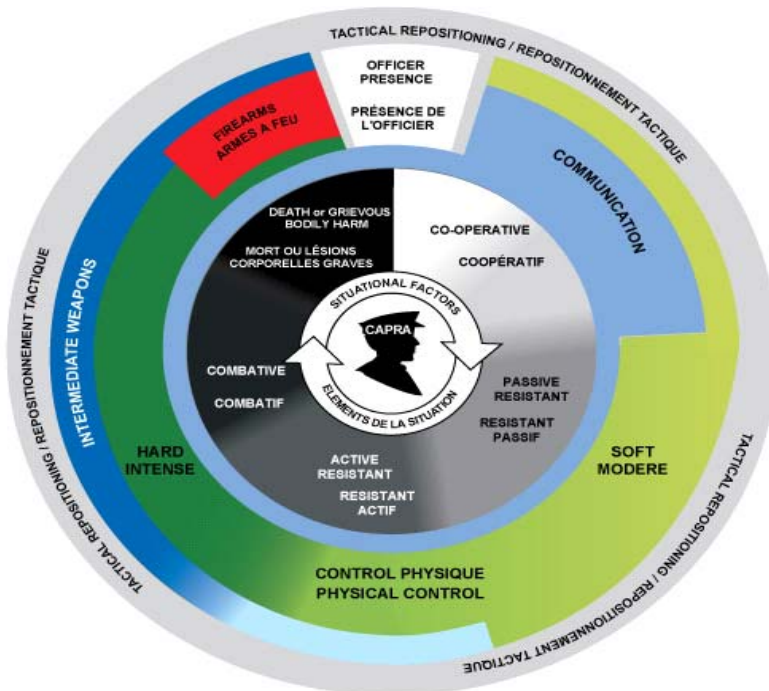 TACTICAL REPOSITIONING / REPOSITIONNEMENT TACTIQUE
OFFICER
PRESENCE
PRÉSENCE DE
L'OFFICIER
FIREARMS
ARMES A FEU
COMMUNICATION
DEATH or GRIEVOUS
BODILY HARM
MORT OU LÉSIONS
CORPORELLES GRAVES
CO-OPERATIVE
COOPÉRATIF
SITUATIONAL FACTORS
CAPRA
ELEMENTS DE LA SITUATION
COMBATIVE
COMBATIF
PASSIVE
RESISTANT
RESISTANT
PASSIF
ACTIVE
RESISTANT
RESISTANT
ACTIF
INTERMEDIATE WEAPONS
HARD
INTENSE
SOFT
MODERE
CONTROL PHYSIQUE
PHYSICAL CONTROL
TACTICAL REPOSITIONING / REPOSITIONNEMENT TACTIQUE
TACTICAL REPOSITIONING / REPOSITIONNEMENT TACTIQUE